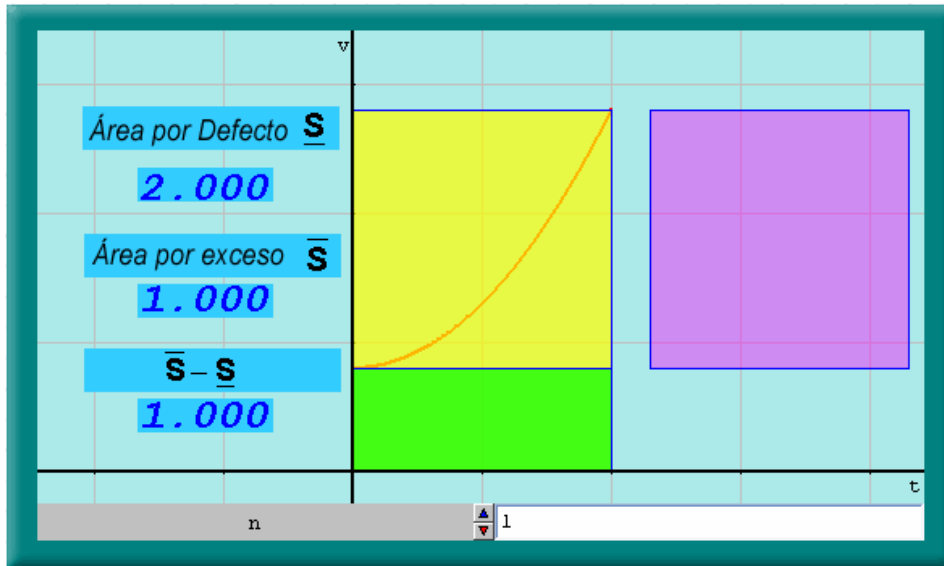 v
Área por Defecto S
2.000
Área por exceso S̅
1.000
S̅ – S
1.000
t
n
1